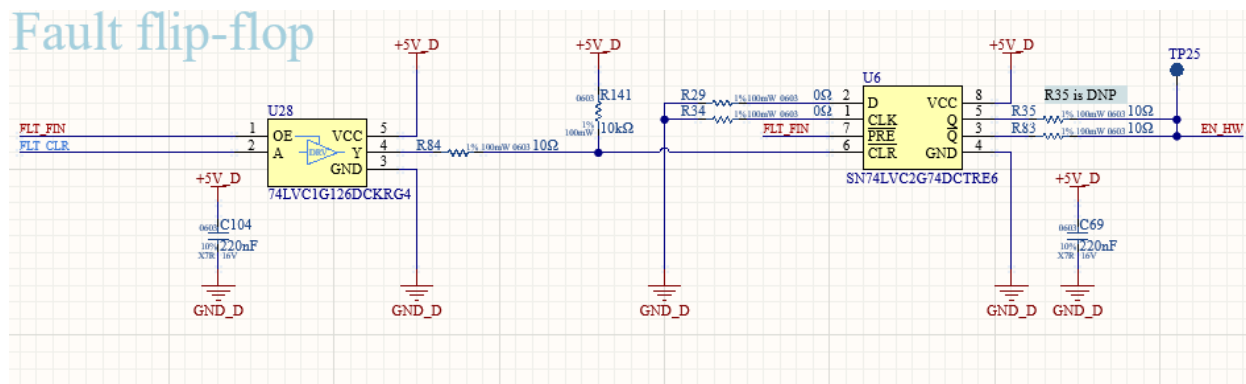 Fault flip-flop
+5V_D
+5V_D
+5V_D
TP25
U28
U6
0603 R141
1% 100mW
10kΩ
R29 1% 100mW 0603 0Ω
R34 1% 100mW 0603 0Ω
R35 is DNP
R35 1% 100mW 0603 10Ω
R83 1% 100mW 0603 10Ω
FLT_FIN
FLT_CLR
1 OE VCC 5
2 A DRV Y 4
GND 3
R84 1% 100mW 0603 10Ω
74LVC1G126DCKRG4
FLT_FIN
2 D VCC 8
1 CLK Q 5
7 PRE Q 3
6 CLR GND 4
SN74LVC2G74DCTRE6
EN_HW
+5V_D
0603 C104
10% 220nF
X7R 16V
+5V_D
0603 C69
10% 220nF
X7R 16V
GND_D
GND_D
GND_D
GND_D
GND_D